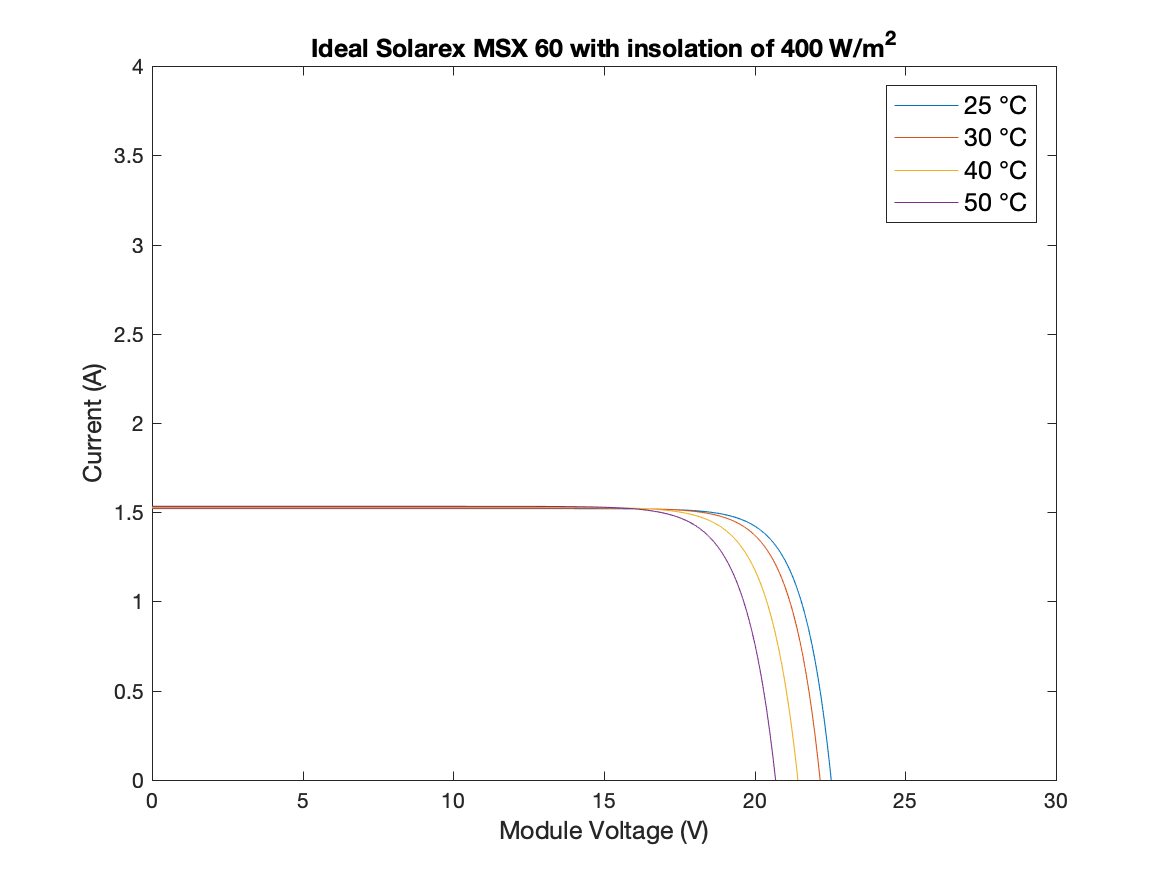 Ideal Solarex MSX 60 with insolation of 400 W/m²
4
3.5
3
2.5
2
1.5
1
0.5
0
Current (A)
25 °C
30 °C
40 °C
50 °C
0 5 10 15 20 25 30
Module Voltage (V)